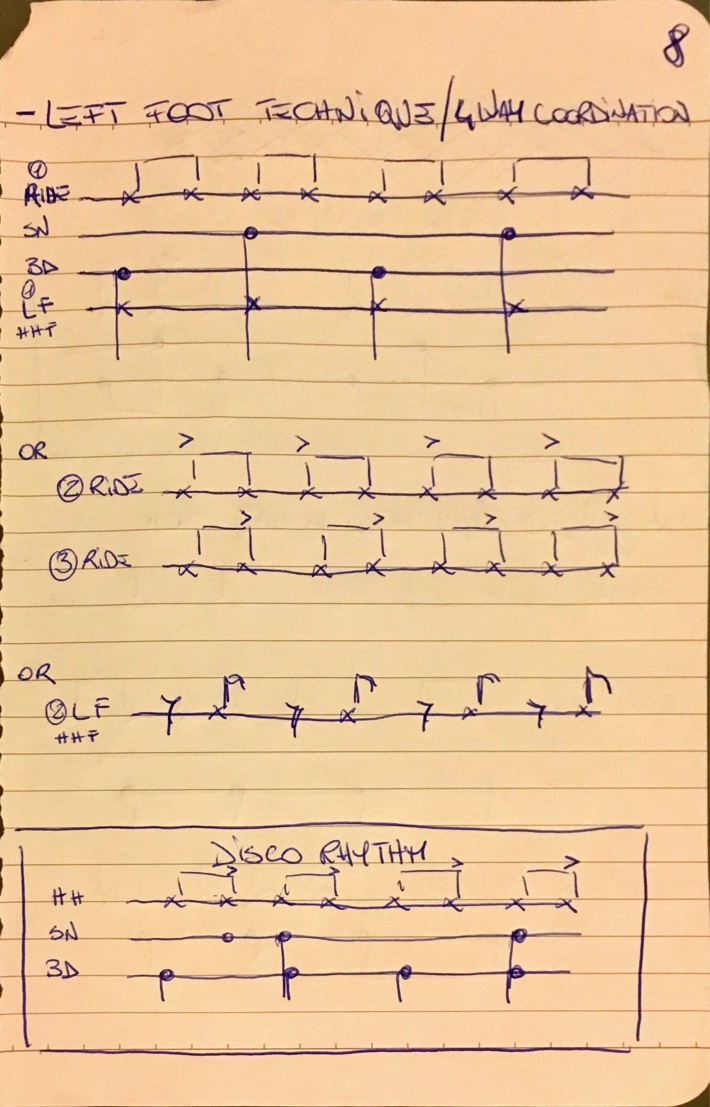 8
- LEFT FOOT TECHNIQUE/4 WAY COORDINATION
①
RIDE
SN
BD
①
LF
HHF
OR
② RIDE
③ RIDE
OR
② LF
HHF
DISCO RHYTHM
HH
SN
BD